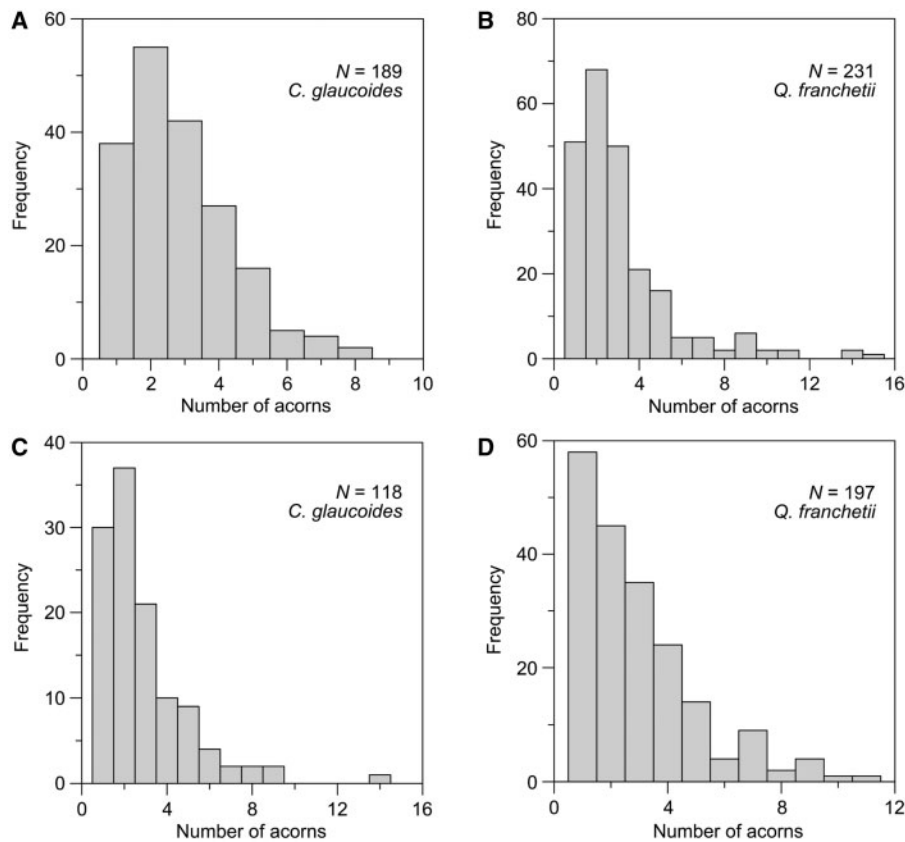 A
60
40
20
0
Frequency
N = 189
C. glaucoides
0 2 4 6 8 10
Number of acorns
B
80
60
40
20
0
Frequency
N = 231
Q. franchetii
0 4 8 12 16
Number of acorns
C
40
30
20
10
0
Frequency
N = 118
C. glaucoides
0 4 8 12 16
Number of acorns
D
60
40
20
0
Frequency
N = 197
Q. franchetii
0 4 8 12
Number of acorns